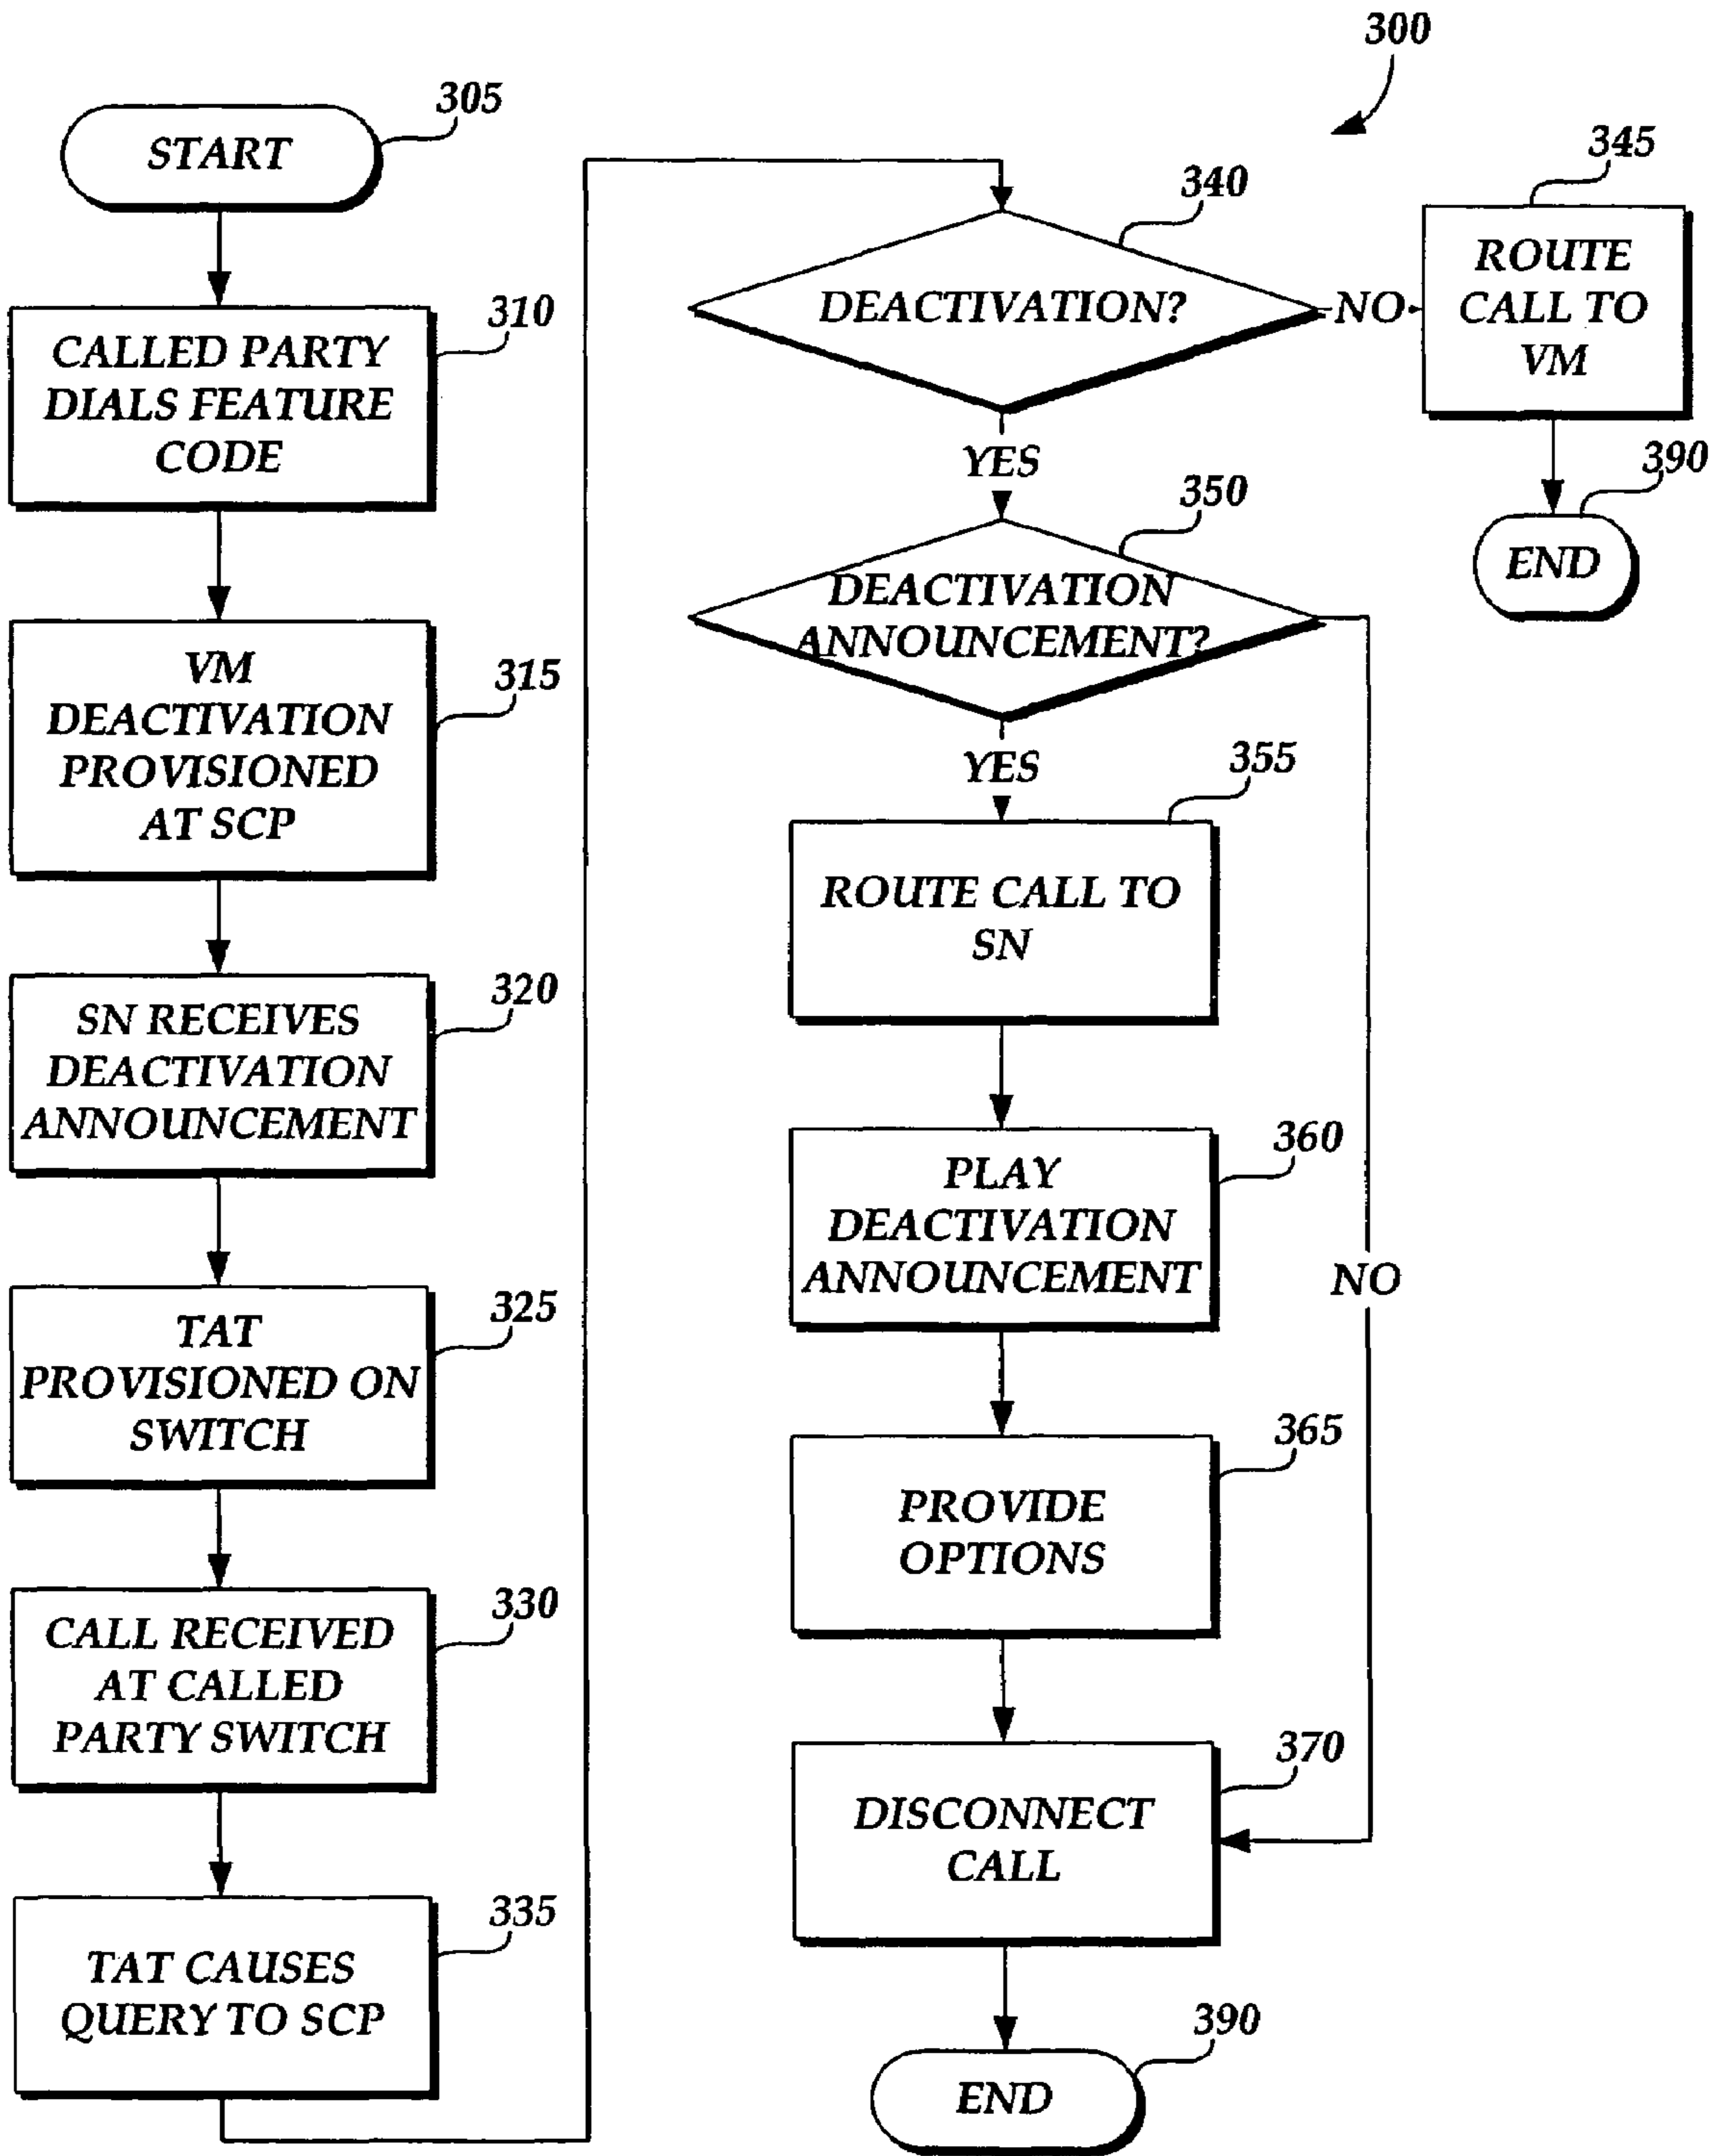 300
305
START
310
CALLED PARTY
DIALS FEATURE
CODE
315
VM
DEACTIVATION
PROVISIONED
AT SCP
320
SN RECEIVES
DEACTIVATION
ANNOUNCEMENT
325
TAT
PROVISIONED ON
SWITCH
330
CALL RECEIVED
AT CALLED
PARTY SWITCH
335
TAT CAUSES
QUERY TO SCP
340
DEACTIVATION?
NO
345
ROUTE
CALL TO
VM
390
END
YES
350
DEACTIVATION
ANNOUNCEMENT?
YES
355
ROUTE CALL TO
SN
360
PLAY
DEACTIVATION
ANNOUNCEMENT
NO
365
PROVIDE
OPTIONS
370
DISCONNECT
CALL
390
END